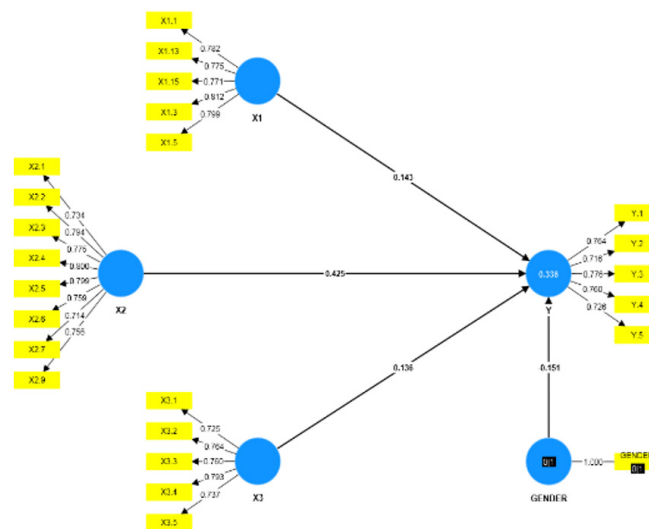 X1.1
X1.13
X1.15
X1.3
X1.5
0.782
0.775
0.771
0.812
0.799
X1
0.143
X2.1
X2.2
X2.3
X2.4
X2.5
X2.6
X2.7
X2.9
0.734
0.794
0.775
0.800
0.799
0.759
0.714
0.755
X2
0.425
Y.1
Y.2
Y.3
Y.4
Y.5
0.764
0.716
0.776
0.760
0.726
0.338
Y
0.136
0.151
X3.1
X3.2
X3.3
X3.4
X3.5
0.725
0.764
0.760
0.793
0.737
X3
0|1
GENDER
1.000
GENDER
0|1